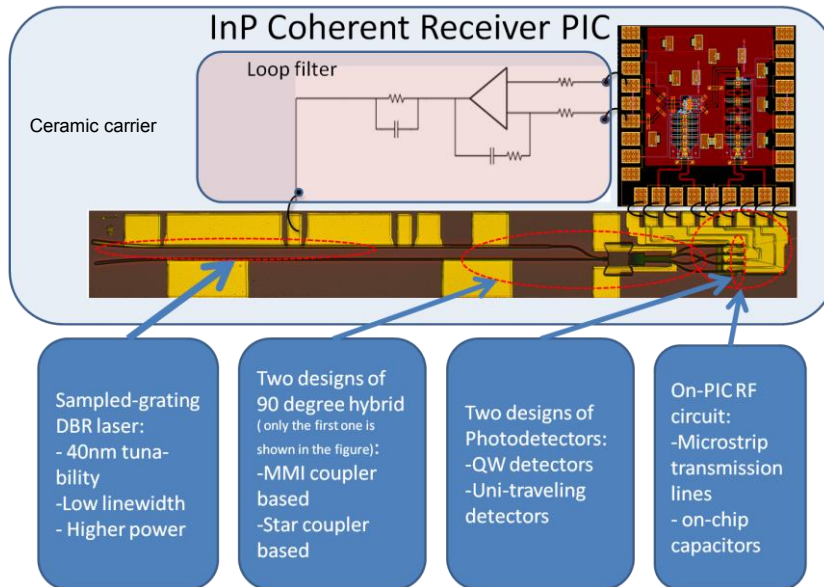 InP Coherent Receiver PIC
Loop filter
Ceramic carrier
Sampled-grating
DBR laser:
- 40nm tuna-
bility
-Low linewidth
- Higher power
Two designs of
90 degree hybrid
( only the first one is
shown in the figure):
-MMI coupler
based
-Star coupler
based
Two designs of
Photodetectors:
-QW detectors
- Uni-traveling
detectors
On-PIC RF
circuit:
-Microstrip
transmission
lines
- on-chip
capacitors